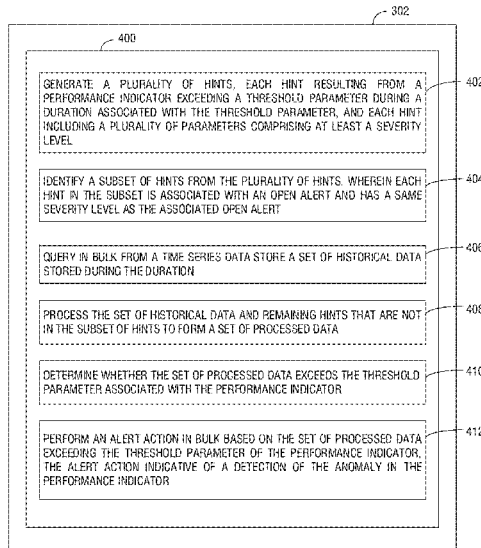 302
400
GENERATE A PLURALITY OF HINTS, EACH HINT RESULTING FROM A
PERFORMANCE INDICATOR EXCEEDING A THRESHOLD PARAMETER DURING A
DURATION ASSOCIATED WITH THE THRESHOLD PARAMETER, AND EACH HINT
INCLUDING A PLURALITY OF PARAMETERS COMPRISING AT LEAST A SEVERITY
LEVEL
402
IDENTIFY A SUBSET OF HINTS FROM THE PLURALITY OF HINTS, WHEREIN EACH
HINT IN THE SUBSET IS ASSOCIATED WITH AN OPEN ALERT AND HAS A SAME
SEVERITY LEVEL AS THE ASSOCIATED OPEN ALERT
404
QUERY IN BULK FROM A TIME SERIES DATA STORE A SET OF HISTORICAL DATA
STORED DURING THE DURATION
406
PROCESS THE SET OF HISTORICAL DATA AND REMAINING HINTS THAT ARE NOT
IN THE SUBSET OF HINTS TO FORM A SET OF PROCESSED DATA
408
DETERMINE WHETHER THE SET OF PROCESSED DATA EXCEEDS THE THRESHOLD
PARAMETER ASSOCIATED WITH THE PERFORMANCE INDICATOR
410
PERFORM AN ALERT ACTION IN BULK BASED ON THE SET OF PROCESSED DATA
EXCEEDING THE THRESHOLD PARAMETER OF THE PERFORMANCE INDICATOR,
THE ALERT ACTION INDICATIVE OF A DETECTION OF THE ANOMALY IN THE
PERFORMANCE INDICATOR
412